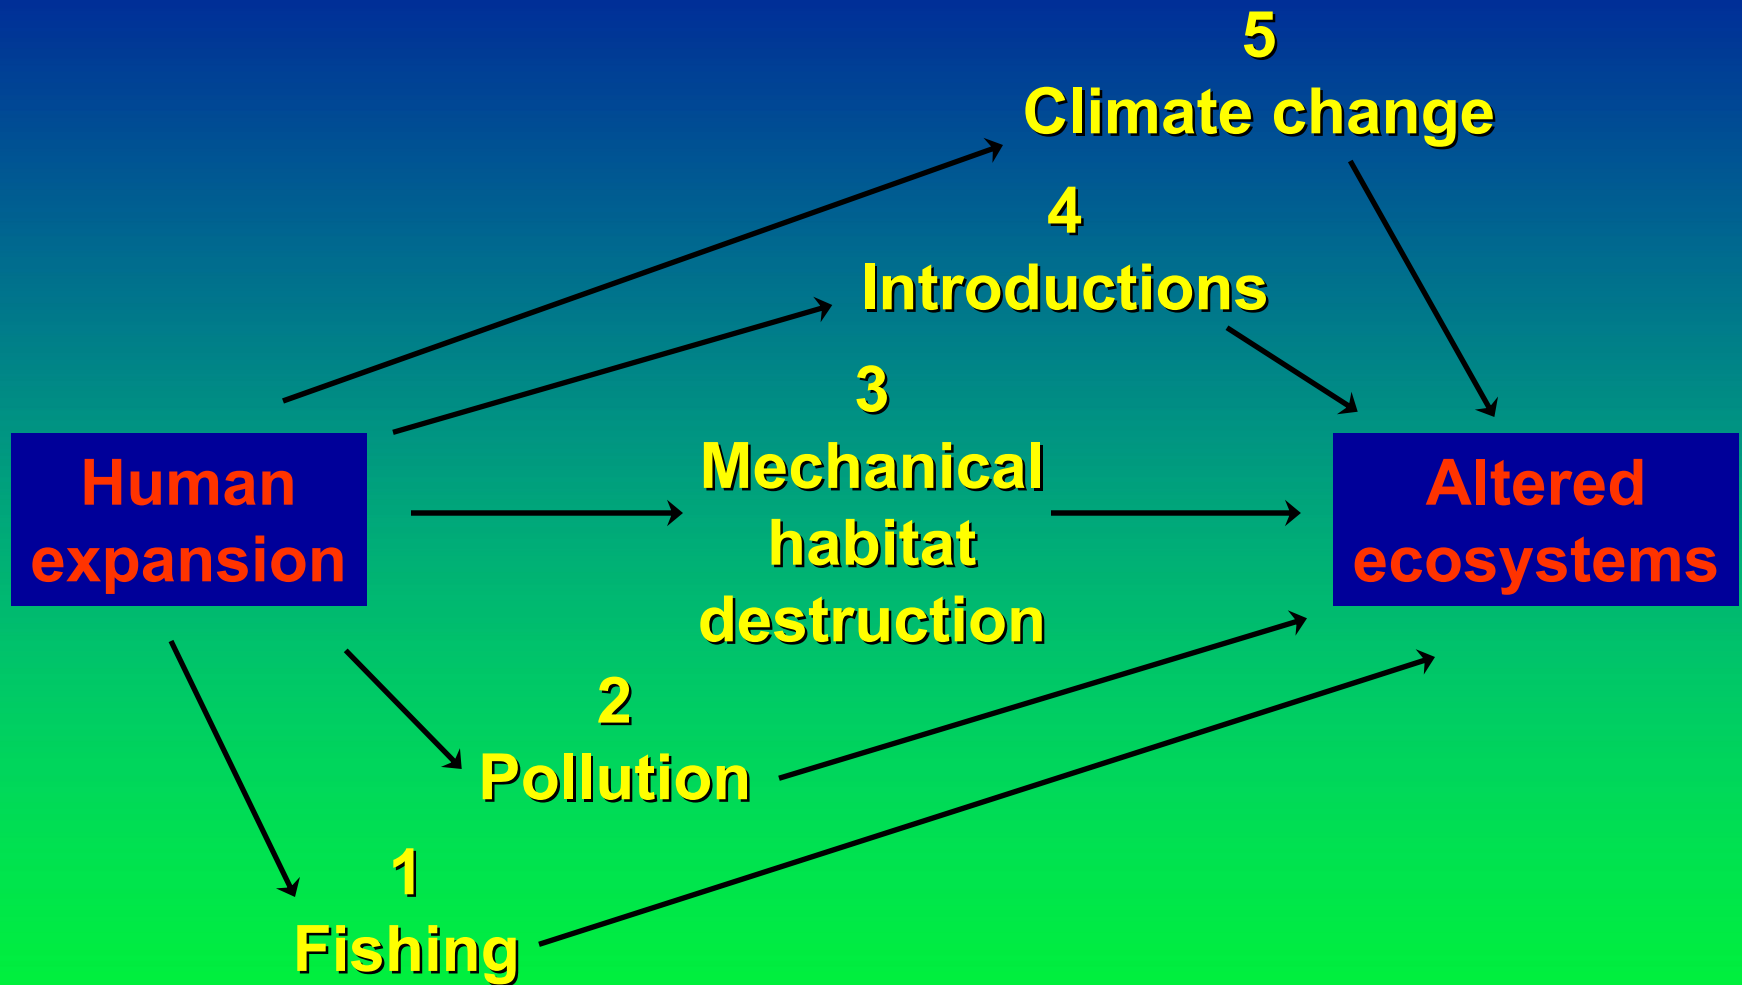 5
Climate change
4
Introductions
3
Mechanical
habitat
destruction
Human
expansion
Altered
ecosystems
2
Pollution
1
Fishing